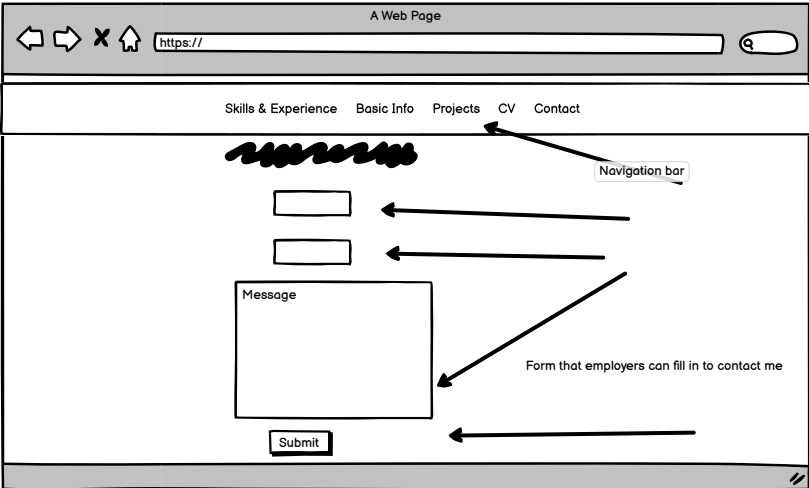 A Web Page
https://
Skills & Experience Basic Info Projects CV Contact
Navigation bar
Message
Form that employers can fill in to contact me
Submit